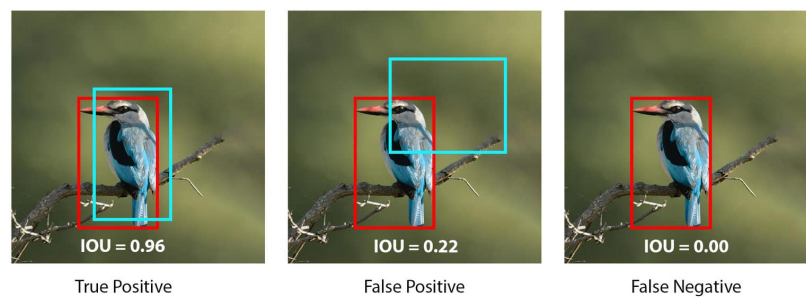 IOU = 0.96
IOU = 0.22
IOU = 0.00
True Positive
False Positive
False Negative